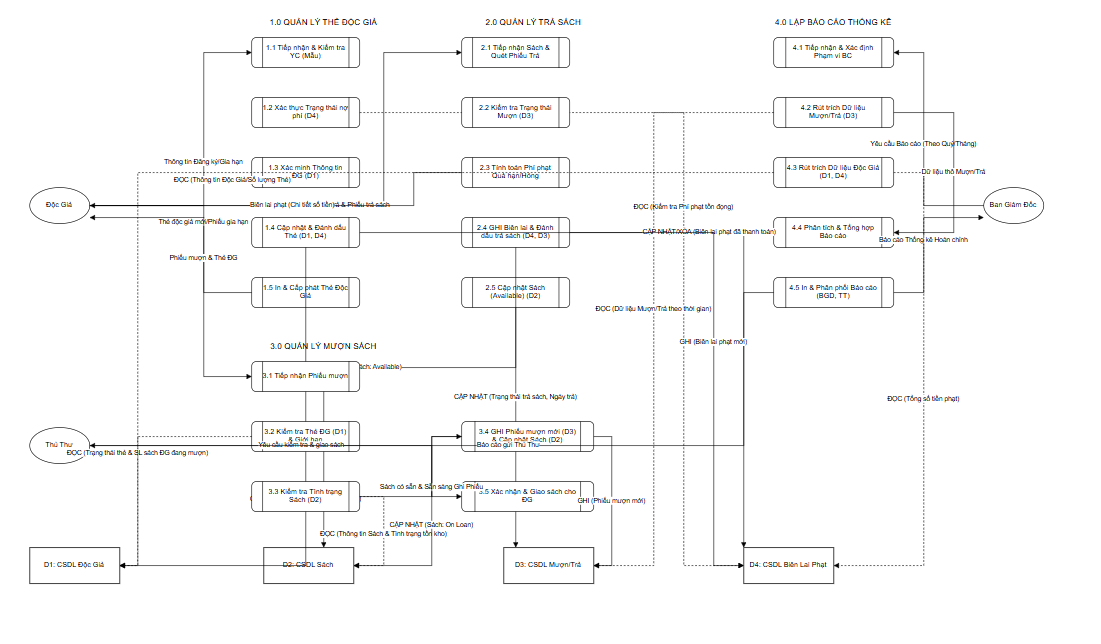 1.0 QUẢN LÝ THẺ ĐỘC GIẢ
2.0 QUẢN LÝ TRẢ SÁCH
4.0 LẬP BÁO CÁO THỐNG KÊ
1.1 Tiếp nhận & Kiểm tra
YC (Mẫu)
2.1 Tiếp nhận Sách &
Quét Phiếu Trả
4.1 Tiếp nhận & Xác định
Phạm vi BC
1.2 Xác thực Trạng thái nợ
phí (D4)
2.2 Kiểm tra Trạng thái
Mượn (D3)
4.2 Rút trích Dữ liệu
Mượn/Trả (D3)
Yêu cầu Báo cáo (Theo Quý/Tháng)
Thông tin Đăng ký/Gia hạn
1.3 Xác minh Thông tin
ĐG (D1)
2.3 Tính toán Phí phạt
Quá hạn/Hỏng
4.3 Rút trích Dữ liệu Độc Giả
(D1, D4)
Dữ liệu thô Mượn/Trả
ĐỌC (Thông tin Độc Giả/Số lượng Thẻ)
Độc Giả
Biên lai phạt (Chi tiết số tiền)
& Phiếu trả sách
ĐỌC (Kiểm tra Phí phạt tồn đọng)
Ban Giám Đốc
Thẻ độc giả mới/Phiếu gia hạn
1.4 Cập nhật & Đánh dấu
Thẻ (D1, D4)
2.4 GHI Biên lai & Đánh
dấu trả sách (D4, D3)
CẬP NHẬT/XÓA (Biên lai phạt đã thanh toán)
4.4 Phân tích & Tổng hợp
Báo cáo
Báo cáo Thống kê Hoàn chỉnh
Phiếu mượn & Thẻ ĐG
1.5 In & Cấp phát Thẻ Độc
Giả
2.5 Cập nhật Sách
(Available) (D2)
4.5 In & Phân phối Báo cáo
(BGD, TT)
ĐỌC (Dữ liệu Mượn/Trả theo thời gian)
GHI (Biên lai phạt mới)
3.0 QUẢN LÝ MƯỢN SÁCH
3.1 Tiếp nhận Phiếu mượn
ách: Available)
CẬP NHẬT (Trạng thái trả sách, Ngày trả)
ĐỌC (Tổng số tiền phạt)
3.2 Kiểm tra Thẻ ĐG (D1)
& Giới hạn
3.4 GHI Phiếu mượn mới (D3)
& Cập nhật Sách (D2)
Thủ Thư
Yêu cầu kiểm tra & giao sách
Báo cáo gửi Thủ Thư
ĐỌC (Trạng thái thẻ & SL sách ĐG đang mượn)
Sách có sẵn & Sẵn sàng Ghi Phiếu
3.3 Kiểm tra Tình trạng
Sách (D2)
3.5 Xác nhận & Giao sách cho
ĐG
GHI (Phiếu mượn mới)
CẬP NHẬT (Sách: On Loan)
ĐỌC (Thông tin Sách & Tình trạng tồn kho)
D1: CSDL Độc Giả
D2: CSDL Sách
D3: CSDL Mượn/Trả
D4: CSDL Biên Lai Phạt